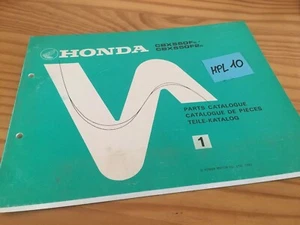 HONDA
CBX550F
CBX550F2
HPL 10
PARTS CATALOGUE
CATALOGUE DE PIECES
TEILE-KATALOG
1